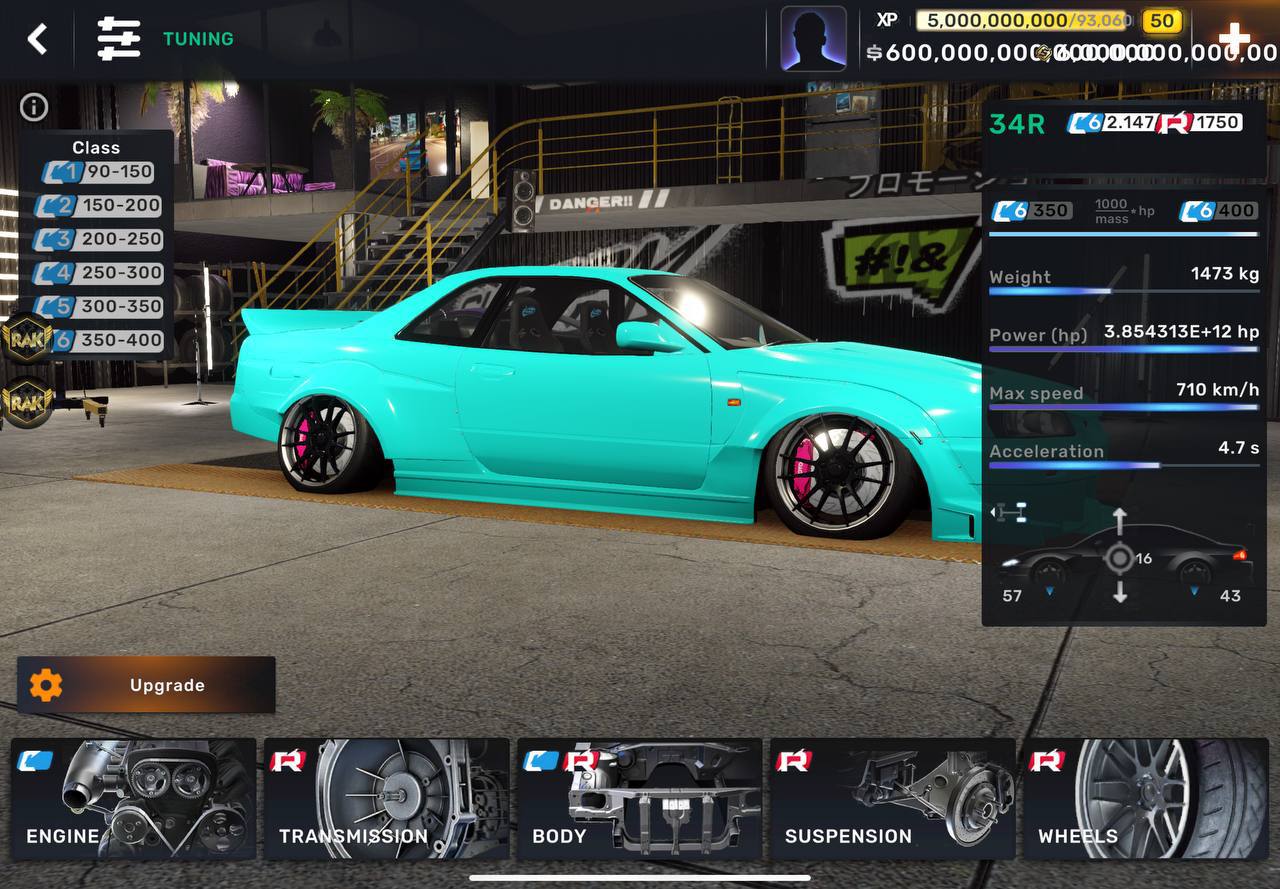 TUNING
XP 5,000,000,000/93,060 50
$600,000,000
34R 6 2.147 R 1750
Class
1 90-150
2 150-200
3 200-250
4 250-300
5 300-350
6 350-400
RAK
RAK
DANGER!!
プロモーショ
#!&
6 350 1000 mass * hp 6 400
Weight 1473 kg
Power (hp) 3.854313E+12 hp
Max speed 710 km/h
Acceleration 4.7 s
16
57 43
Upgrade
ENGINE
R TRANSMISSION
R BODY
R SUSPENSION
R WHEELS